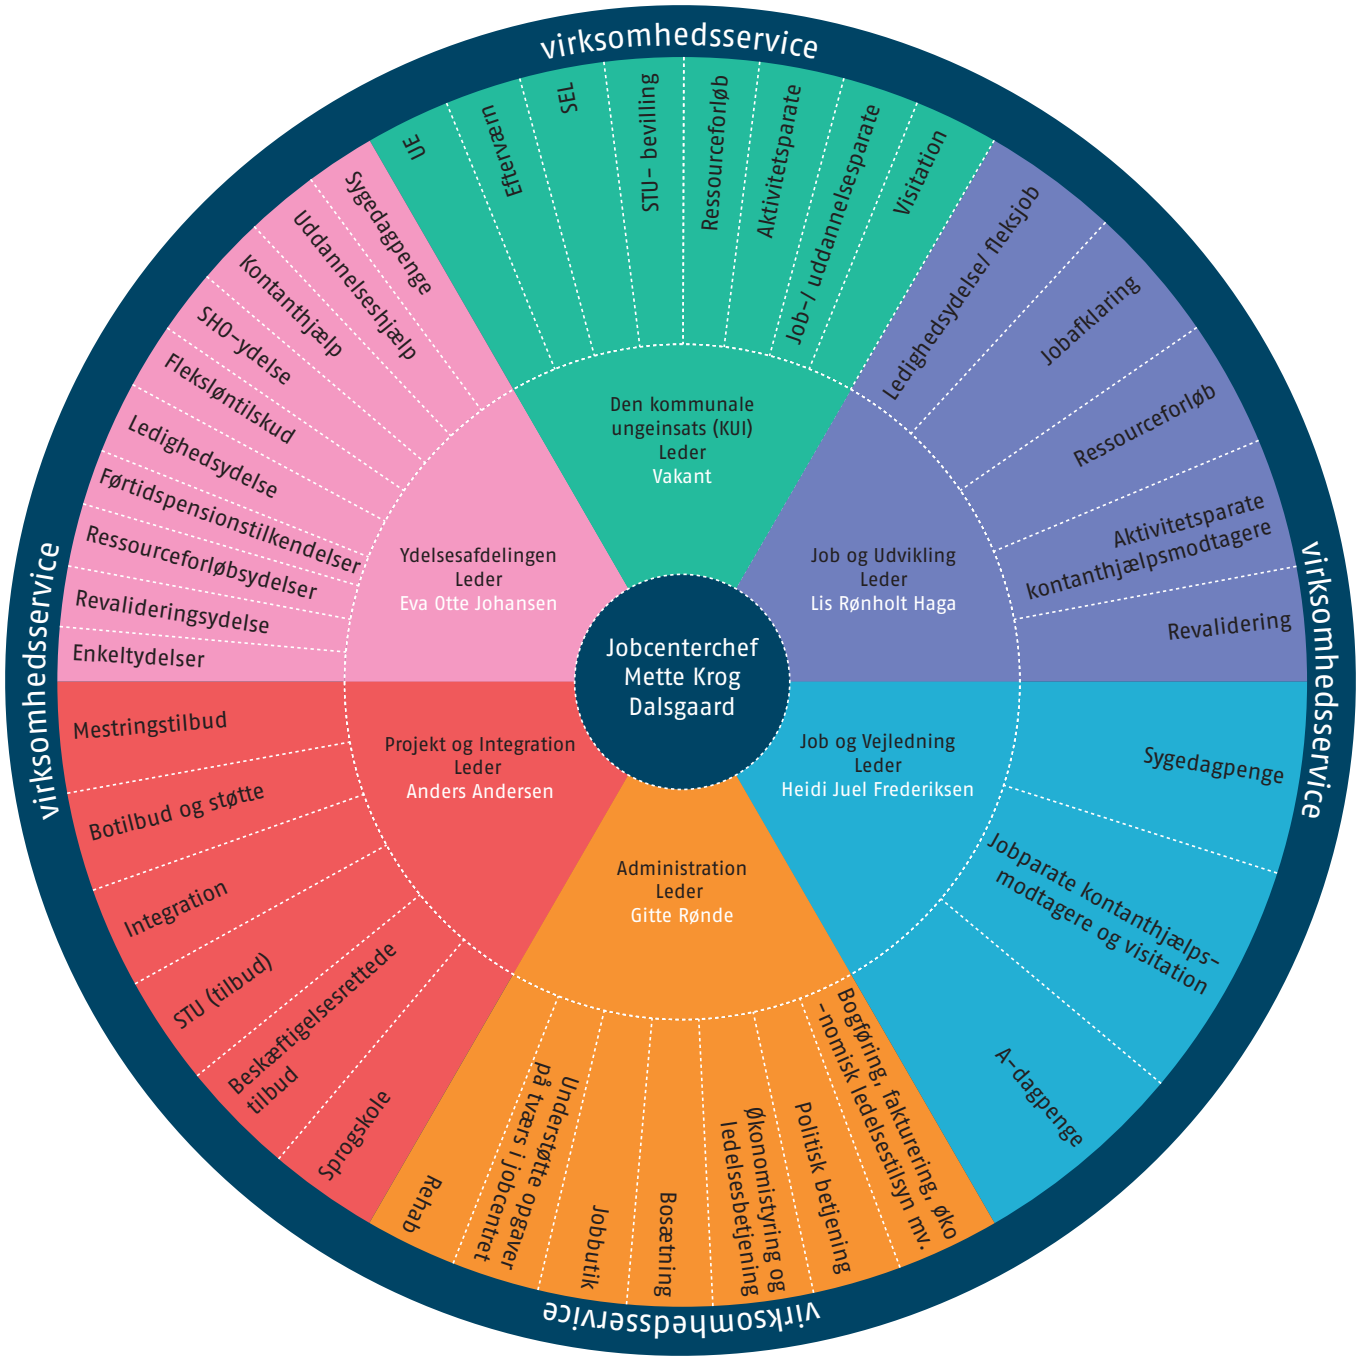 virksomhedsservice
UE
Efterværn
SEL
STU- bevilling
Ressourceforløb
Aktivitetsparate
Job-/ uddannelsesparate
Visitation
Den kommunale
ungeinsats (KUI)
Leder
Vakant
Ledighedsydelse/ fleksjob
Jobafklaring
Ressourceforløb
Aktivitetsparate
kontanthjælpsmodtagere
Revalidering
Job og Udvikling
Leder
Lis Rønholt Haga
virksomhedsservice
Sygedagpenge
Jobparate kontanthjælps-
modtagere og visitation
A-dagpenge
Job og Vejledning
Leder
Heidi Juel Frederiksen
Bogføring, fakturering, øko
-nomisk ledelsestilsyn mv.
Politisk betjening
Økonomistyring og
ledelsesbetjening
Bosætning
Jobbutik
Understøtte opgaver
på tværs i jobcentret
Rehab
Administration
Leder
Gitte Rønde
virksomhedsservice
Sprogskole
Beskæftigelsesrettede
tilbud
STU (tilbud)
Integration
Botilbud og støtte
Mestringstilbud
Projekt og Integration
Leder
Anders Andersen
virksomhedsservice
Enkeltydelser
Revalideringsydelse
Ressourceforløbsydelser
Førtidspensionstilkendelser
Ledighedsydelse
Fleksløntilskud
SHO-ydelse
Kontanthjælp
Uddannelseshjælp
Sygedagpenge
Ydelsesafdelingen
Leder
Eva Otte Johansen
Jobcenterchef
Mette Krog
Dalsgaard